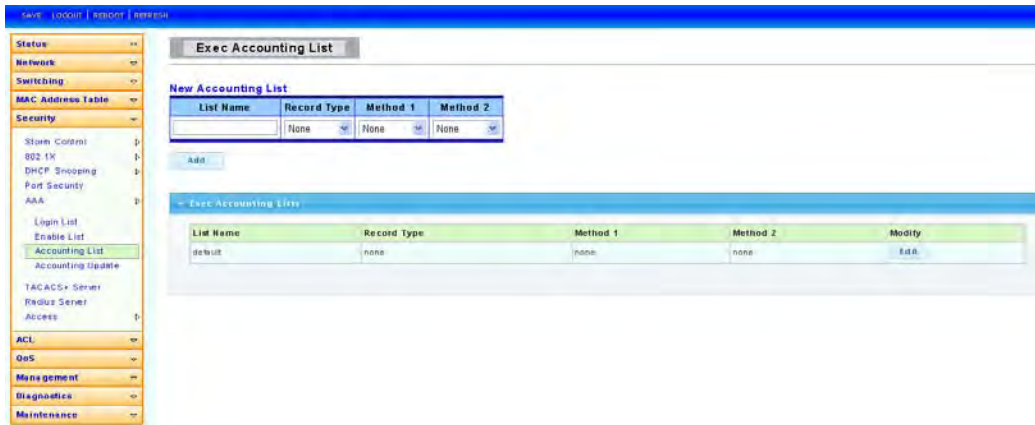 SAVE LOGOUT | REBOOT | REFRESH
Status
Network
Switching
MAC Address Table
Security
Storm Control
802.1X
DHCP Snooping
Port Security
AAA
Login List
Enable List
Accounting List
Accounting Update
TACACS+ Server
Radius Server
Access
ACL
QoS
Management
Diagnostics
Maintenance
Exec Accounting List
New Accounting List
List Name Record Type Method 1 Method 2
None None None
Add
Exec Accounting Lists
List Name Record Type Method 1 Method 2 Modify
default none none none Edit